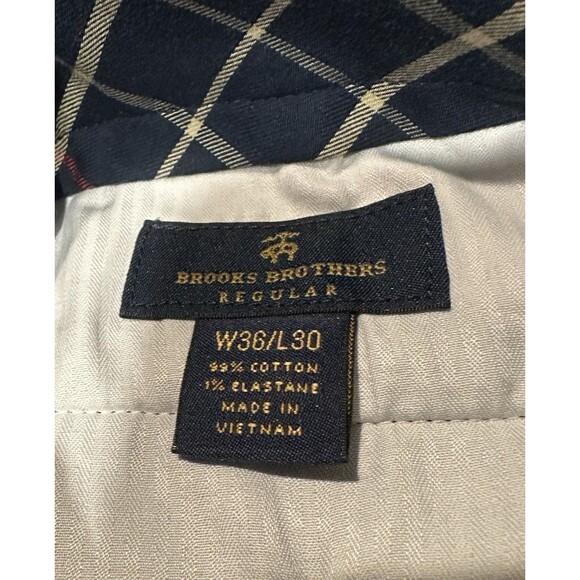 BROOKS BROTHERS
REGULAR
W36/L30
99% COTTON
1% ELASTANE
MADE IN
VIETNAM